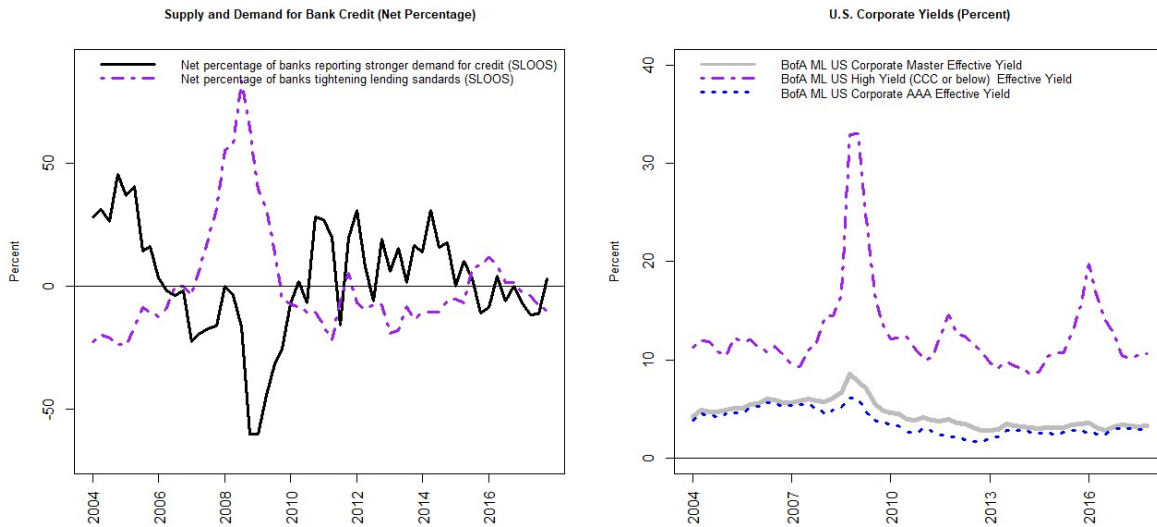 Supply and Demand for Bank Credit (Net Percentage)
Net percentage of banks reporting stronger demand for credit (SLOOS)
Net percentage of banks tightening lending sandards (SLOOS)
Percent
50
0
-50
2004
2006
2008
2010
2012
2014
2016
U.S. Corporate Yields (Percent)
BofA ML US Corporate Master Effective Yield
BofA ML US High Yield (CCC or below) Effective Yield
BofA ML US Corporate AAA Effective Yield
Percent
40
30
20
10
0
2004
2007
2010
2013
2016